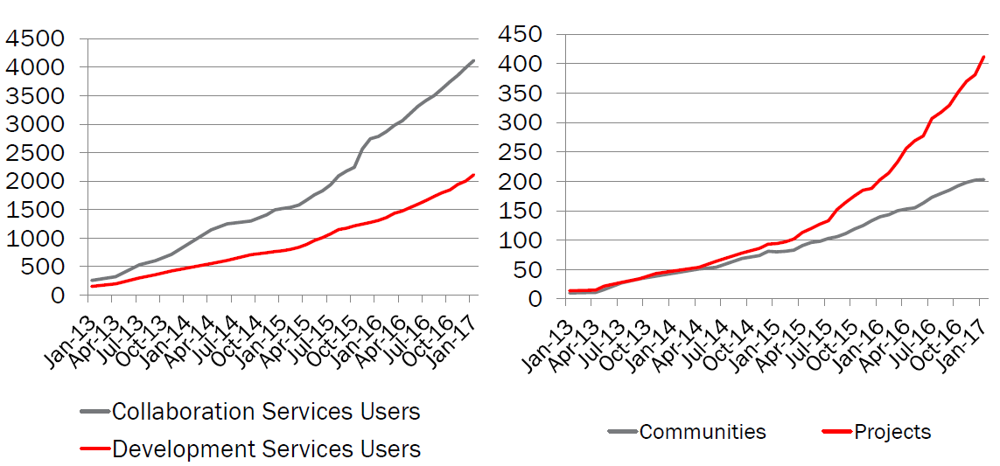 4500
4000
3500
3000
2500
2000
1500
1000
500
0
Jan-13
Apr-13
Jul-13
Oct-13
Jan-14
Apr-14
Jul-14
Oct-14
Jan-15
Apr-15
Jul-15
Oct-15
Jan-16
Apr-16
Jul-16
Oct-16
Jan-17
Collaboration Services Users
Development Services Users
450
400
350
300
250
200
150
100
50
0
Jan-13
Apr-13
Jul-13
Oct-13
Jan-14
Apr-14
Jul-14
Oct-14
Jan-15
Apr-15
Jul-15
Oct-15
Jan-16
Apr-16
Jul-16
Oct-16
Jan-17
Communities
Projects